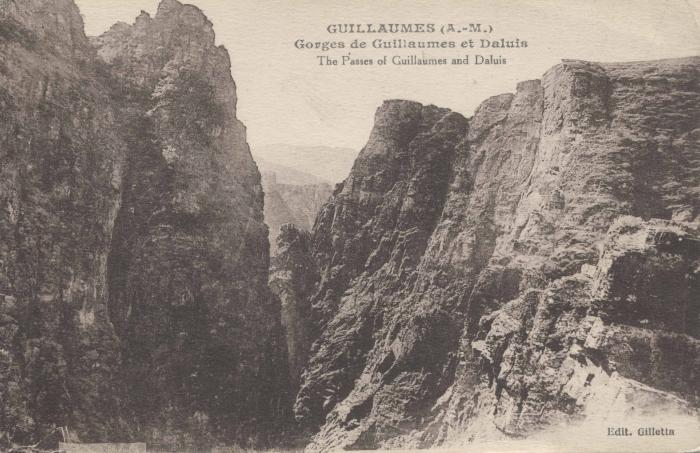 GUILLAUMES (A.-M.)
Gorges de Guillaumes et Daluis
The Passes of Guillaumes and Daluis
Edit. Gilletta